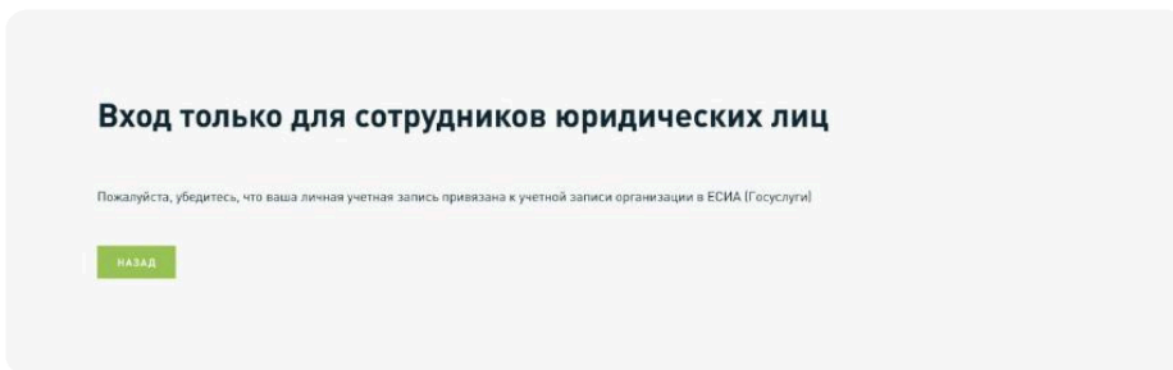 Вход только для сотрудников юридических лиц
Пожалуйста, убедитесь, что ваша личная учетная запись привязана к учетной записи организации в ЕСИА (Госуслуги)
НАЗАД